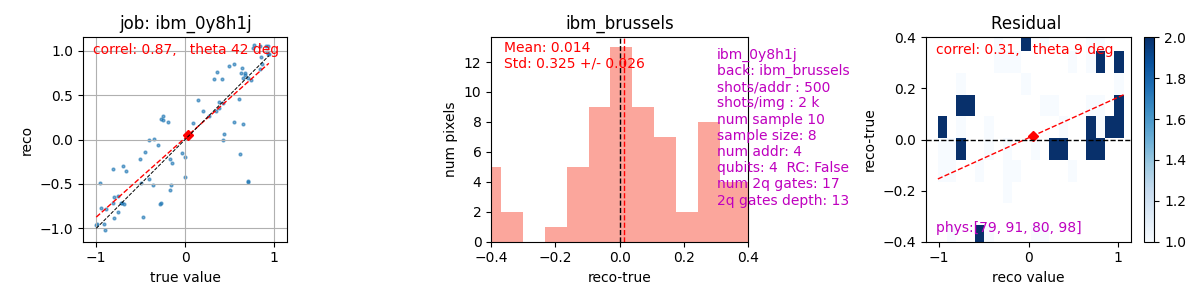 job: ibm_0y8h1j
correl: 0.87,   theta 42 deg
1.0
0.5
0.0
−0.5
−1.0
−1
0
1
reco
true value
ibm_brussels
Mean: 0.014
Std: 0.325 +/- 0.026
ibm_0y8h1j
back: ibm_brussels
shots/addr : 500
shots/img : 2 k
num sample 10
sample size: 8
num addr: 4
qubits: 4  RC: False
num 2q gates: 17
2q gates depth: 13
12
10
8
6
4
2
0
−0.4
−0.2
0.0
0.2
0.4
num pixels
reco-true
Residual
correl: 0.31,   theta 9 deg
phys:[79, 91, 80, 98]
0.4
0.2
0.0
−0.2
−0.4
−1
0
1
reco-true
reco value
2.0
1.8
1.6
1.4
1.2
1.0